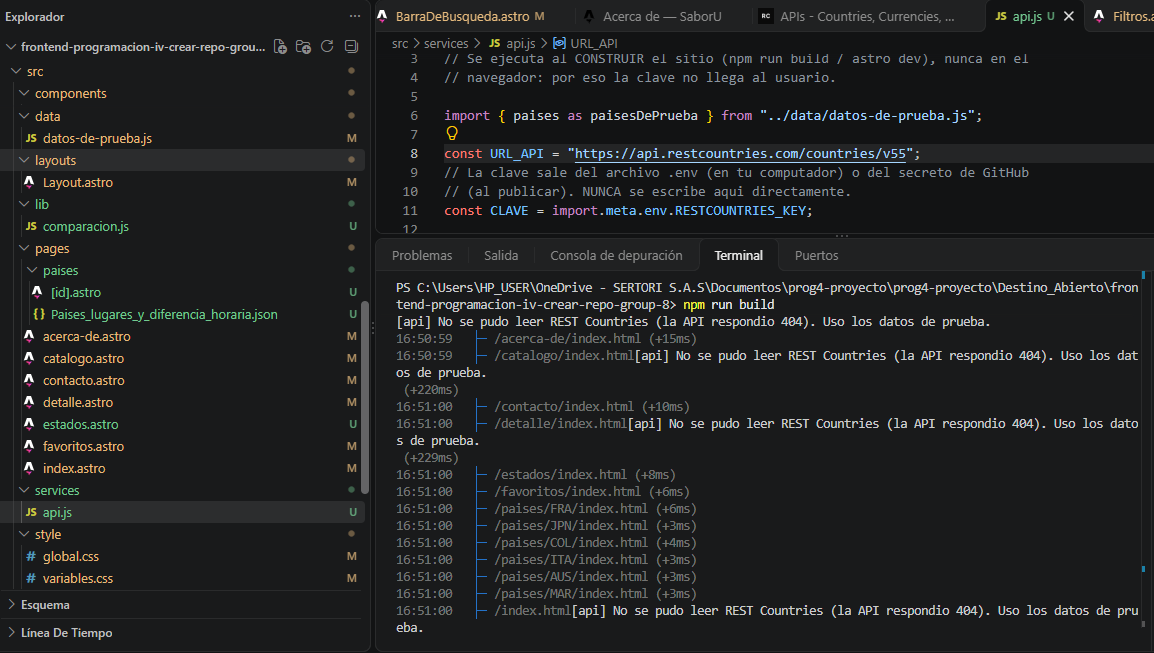 Explorador
frontend-programacion-iv-crear-repo-grou...
src
components
data
JS datos-de-prueba.js M
layouts
Layout.astro M
lib
JS comparacion.js U
pages
paises
[id].astro U
{} Paises_lugares_y_diferencia_horaria.json U
acerca-de.astro M
catalogo.astro M
contacto.astro M
detalle.astro M
estados.astro U
favoritos.astro M
index.astro M
services
JS api.js U
style
# global.css M
# variables.css M
Esquema
Línea De Tiempo
BarraDeBusqueda.astro M
Acerca de — SaborU
RC APIs - Countries, Currencies, ...
JS api.js U
Filtros.a
src > services > JS api.js > URL_API
3 // Se ejecuta al CONSTRUIR el sitio (npm run build / astro dev), nunca en el
4 // navegador: por eso la clave no llega al usuario.
5
6 import { paises as paisesDePrueba } from "../data/datos-de-prueba.js";
7
8 const URL_API = "https://api.restcountries.com/countries/v55";
9 // La clave sale del archivo .env (en tu computador) o del secreto de GitHub
10 // (al publicar). NUNCA se escribe aqui directamente.
11 const CLAVE = import.meta.env.RESTCOUNTRIES_KEY;
12
Problemas Salida Consola de depuración Terminal Puertos
PS C:\Users\HP_USER\OneDrive - SERTORI S.A.S\Documentos\prog4-proyecto\prog4-proyecto\Destino_Abierto\fron
tend-programacion-iv-crear-repo-group-8> npm run build
[api] No se pudo leer REST Countries (la API respondio 404). Uso los datos de prueba.
16:50:59 ├─ /acerca-de/index.html (+15ms)
16:50:59 ├─ /catalogo/index.html[api] No se pudo leer REST Countries (la API respondio 404). Uso los dat
os de prueba.
(+220ms)
16:51:00 ├─ /contacto/index.html (+10ms)
16:51:00 ├─ /detalle/index.html[api] No se pudo leer REST Countries (la API respondio 404). Uso los dato
s de prueba.
(+229ms)
16:51:00 ├─ /estados/index.html (+8ms)
16:51:00 ├─ /favoritos/index.html (+6ms)
16:51:00 ├─ /paises/FRA/index.html (+6ms)
16:51:00 ├─ /paises/JPN/index.html (+3ms)
16:51:00 ├─ /paises/COL/index.html (+4ms)
16:51:00 ├─ /paises/ITA/index.html (+3ms)
16:51:00 ├─ /paises/AUS/index.html (+3ms)
16:51:00 ├─ /paises/MAR/index.html (+3ms)
16:51:00 ├─ /index.html[api] No se pudo leer REST Countries (la API respondio 404). Uso los datos de pru
eba.